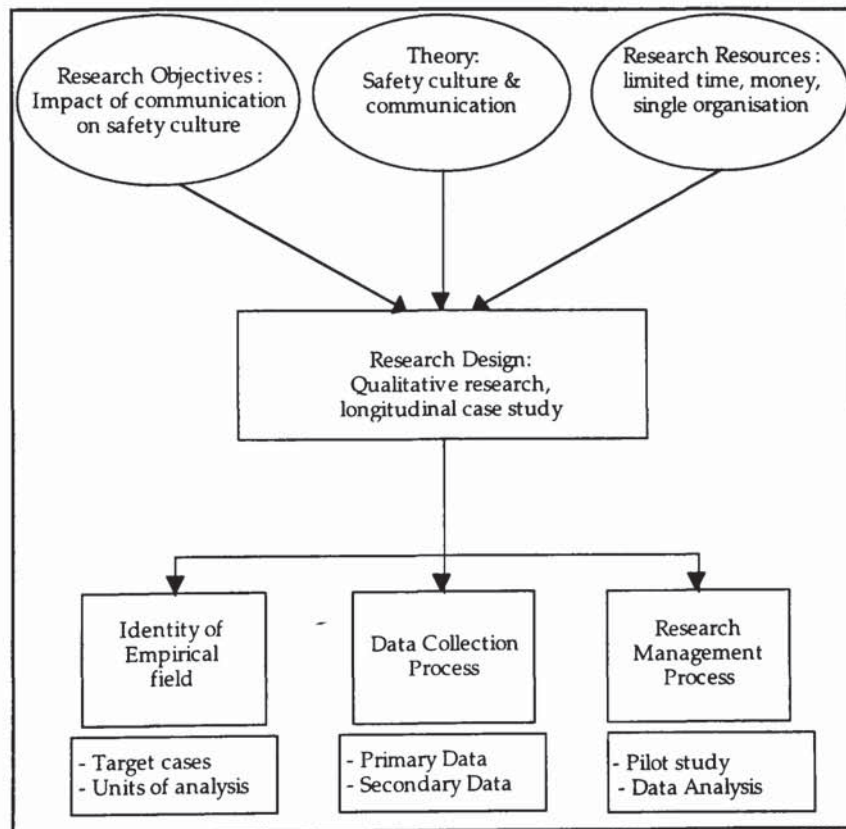 Research Objectives :
Impact of communication
on safety culture
Theory:
Safety culture &
communication
Research Resources :
limited time, money,
single organisation
Research Design:
Qualitative research,
longitudinal case study
Identity of
Empirical
field
Data Collection
Process
Research
Management
Process
- Target cases
- Units of analysis
- Primary Data
- Secondary Data
- Pilot study
- Data Analysis